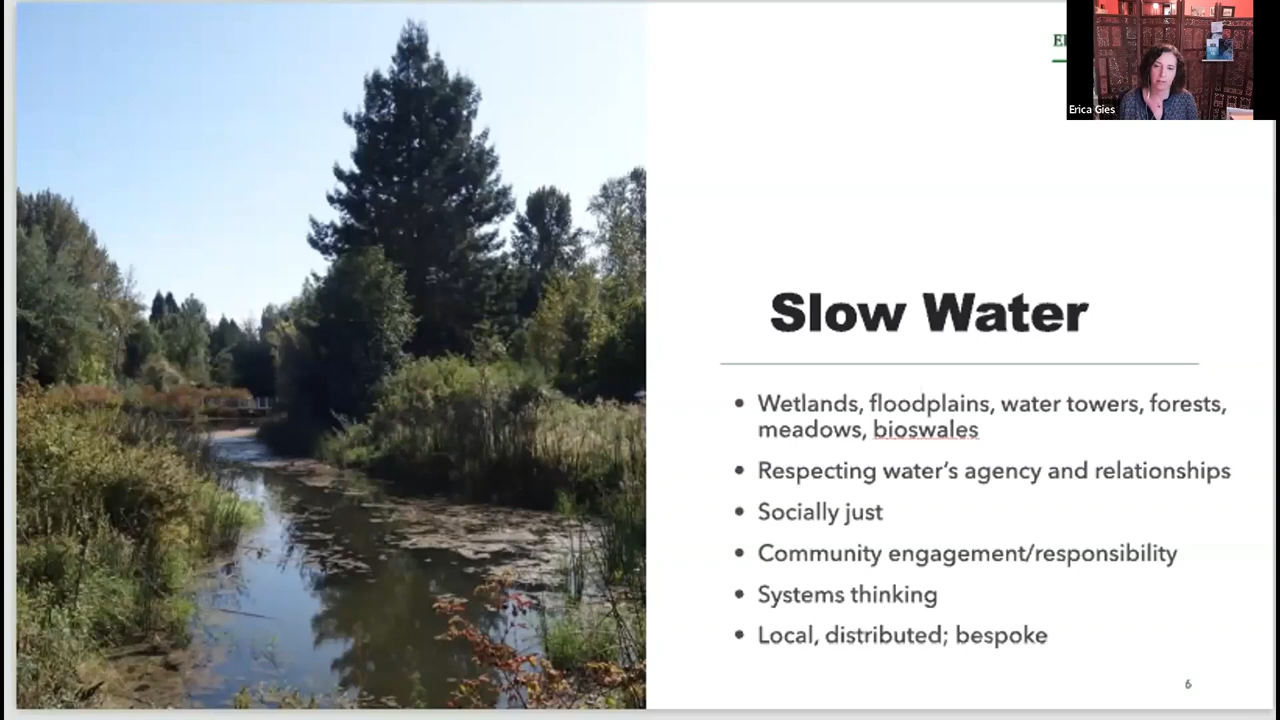 Erica Gies
Slow Water
• Wetlands, floodplains, water towers, forests,
meadows, bioswales
• Respecting water's agency and relationships
• Socially just
• Community engagement/responsibility
• Systems thinking
• Local, distributed; bespoke
6